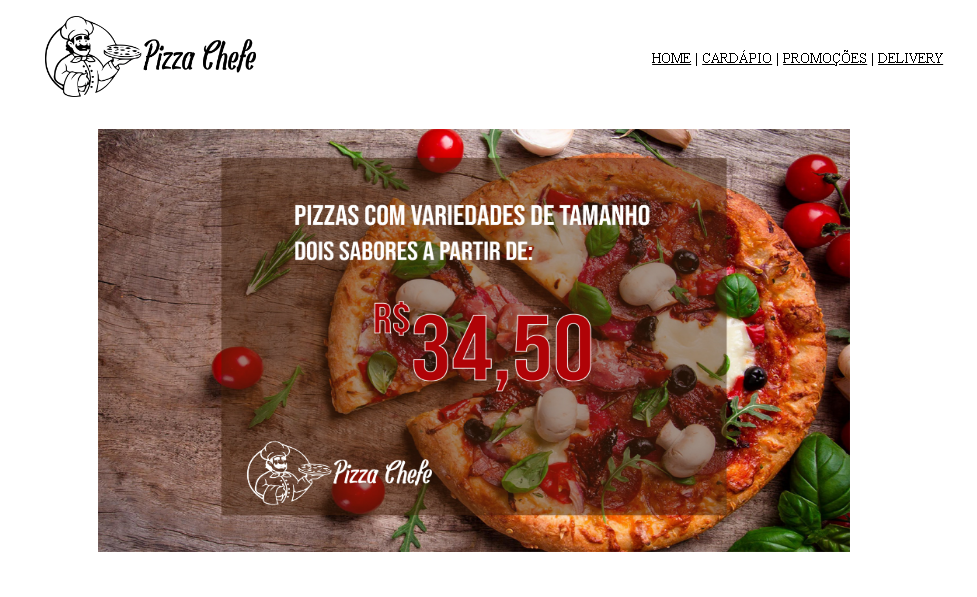 Pizza Chefe
HOME | CARDÁPIO | PROMOÇÕES | DELIVERY
PIZZAS COM VARIEDADES DE TAMANHO
DOIS SABORES A PARTIR DE:
R$34,50
Pizza Chefe